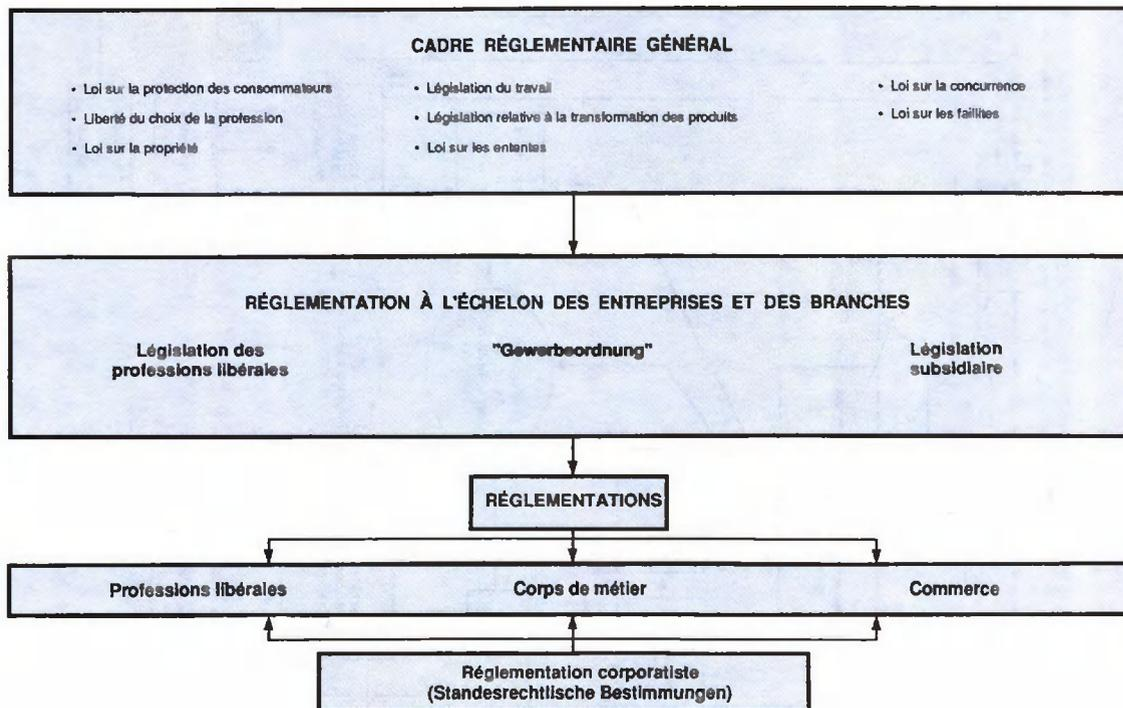 CADRE RÉGLEMENTAIRE GÉNÉRAL
• Loi sur la protection des consommateurs
• Liberté du choix de la profession
• Loi sur la propriété
• Législation du travail
• Législation relative à la transformation des produits
• Loi sur les ententes
• Loi sur la concurrence
• Loi sur les faillites
RÉGLEMENTATION À L'ÉCHELON DES ENTREPRISES ET DES BRANCHES
Législation des
professions libérales
"Gewerbeordnung"
Législation
subsidiaire
RÉGLEMENTATIONS
Professions libérales
Corps de métier
Commerce
Réglementation corporatiste
(Standesrechtlische Bestimmungen)